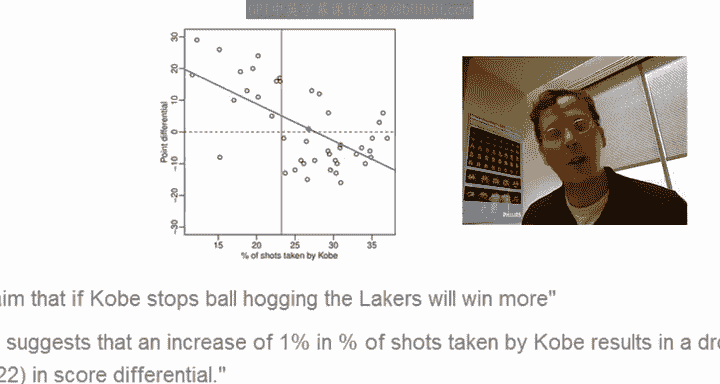 @bilibili.com
30
20
10
0
-10
-20
-30
Point differential
15 20 25 30 35
% of shots taken by Kobe
aim that if Kobe stops ball hogging the Lakers will win more"
suggests that an increase of 1% in % of shots taken by Kobe results in a dro
22) in score differential."